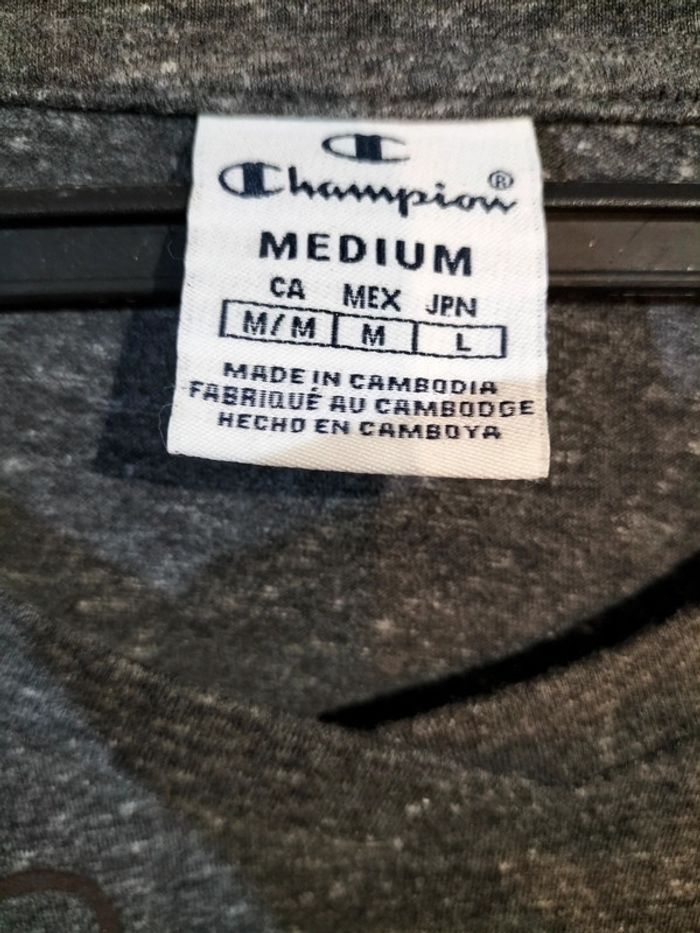 Champion®
MEDIUM
CA MEX JPN
M/M M L
MADE IN CAMBODIA
FABRIQUÉ AU CAMBODGE
HECHO EN CAMBOYA